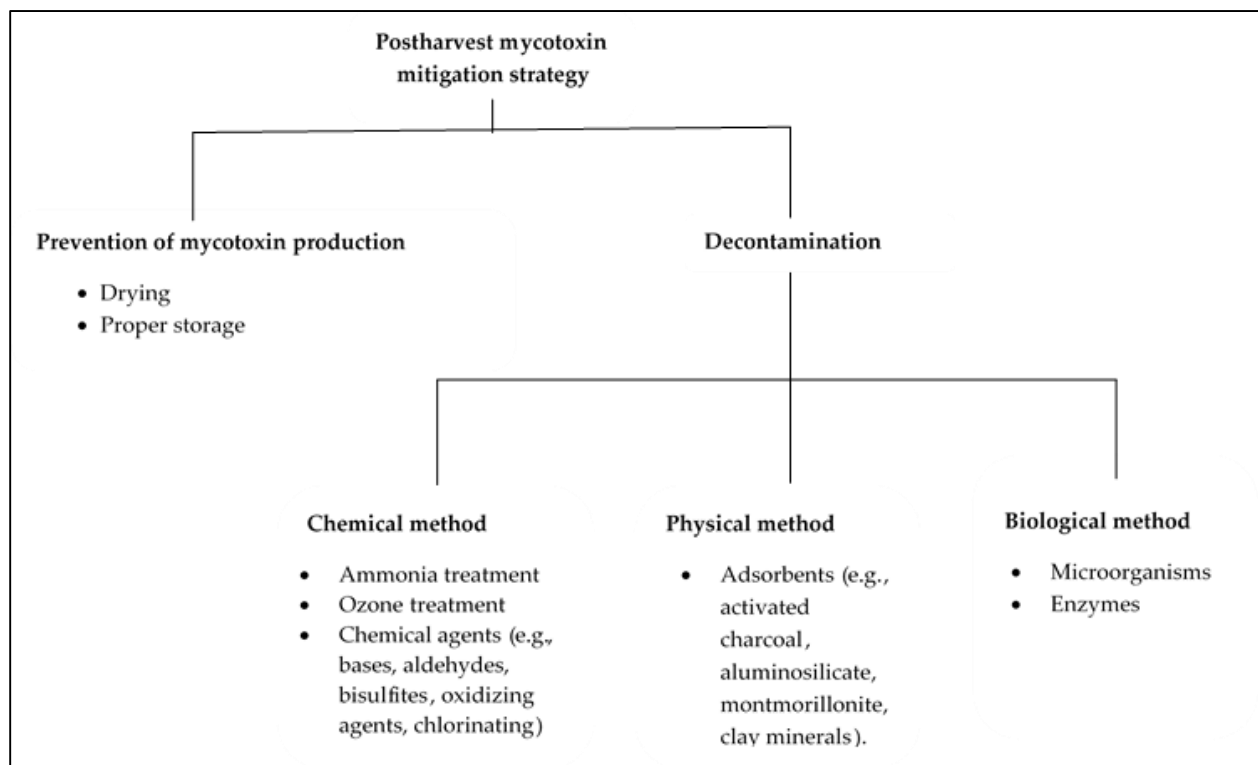 Postharvest mycotoxin
mitigation strategy
Prevention of mycotoxin production
• Drying
• Proper storage
Decontamination
Chemical method
• Ammonia treatment
• Ozone treatment
• Chemical agents (e.g.,
bases, aldehydes,
bisulfites, oxidizing
agents, chlorinating)
Physical method
• Adsorbents (e.g.,
activated
charcoal,
aluminosilicate,
montmorillonite,
clay minerals).
Biological method
• Microorganisms
• Enzymes